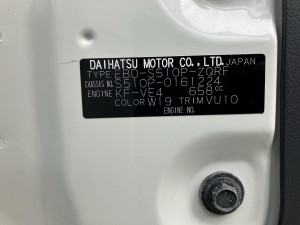 DAIHATSU MOTOR CO., LTD. JAPAN
TYPE EBD-S510P-ZQRF
CHASSIS NO. S510P-0161224
ENGINE KF-VE4 658cc
COLOR W19 TRIM VU10
ENGINE NO.